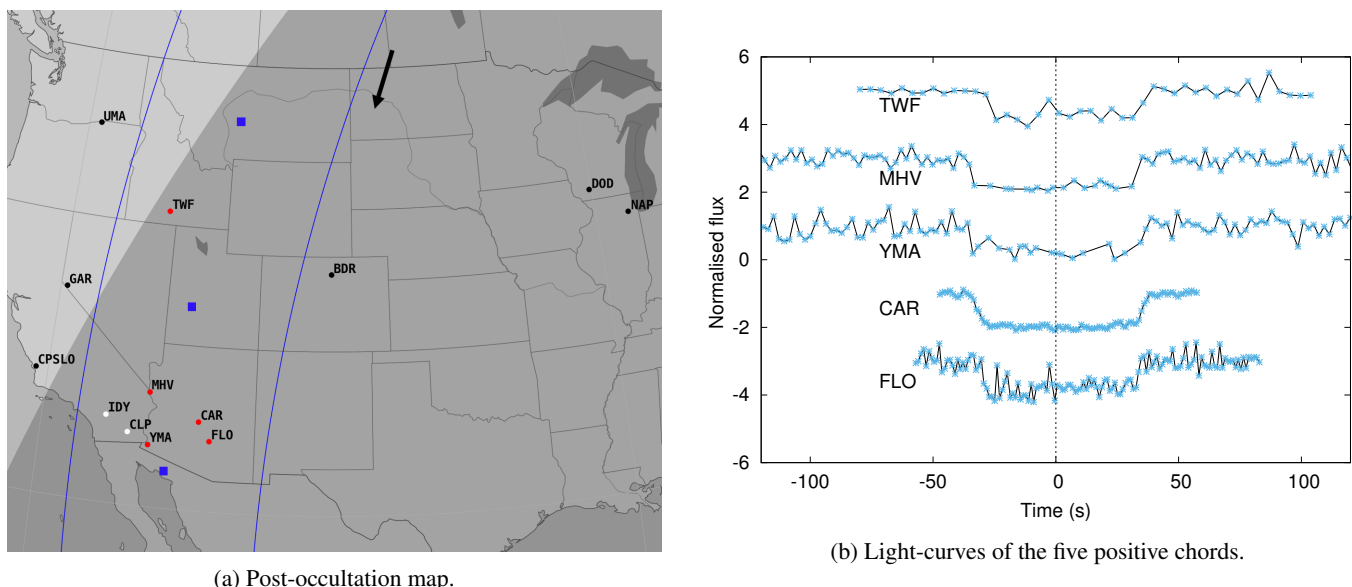 UMA
TWF
DOD
NAP
GAR
BDR
CPSLO
MHV
IDY
CLP
YMA
CAR
FLO
(a) Post-occultation map.
6
4
2
0
-2
-4
-6
Normalised flux
TWF
MHV
YMA
CAR
FLO
-100 -50 0 50 100
Time (s)
(b) Light-curves of the five positive chords.